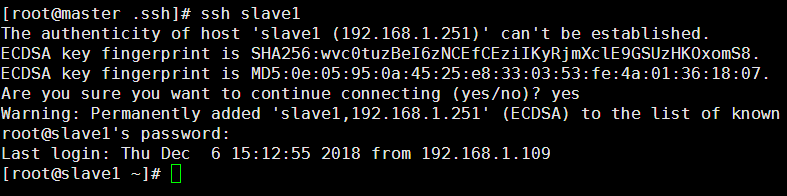 [root@master .ssh]# ssh slave1
The authenticity of host 'slave1 (192.168.1.251)' can't be established.
ECDSA key fingerprint is SHA256:wvc0tuzBeI6zNCEfCEziIKyRjmXclE9GSUzHKOxomS8.
ECDSA key fingerprint is MD5:0e:05:95:0a:45:25:e8:33:03:53:fe:4a:01:36:18:07.
Are you sure you want to continue connecting (yes/no)? yes
Warning: Permanently added 'slave1,192.168.1.251' (ECDSA) to the list of known
root@slave1's password:
Last login: Thu Dec  6 15:12:55 2018 from 192.168.1.109
[root@slave1 ~]#